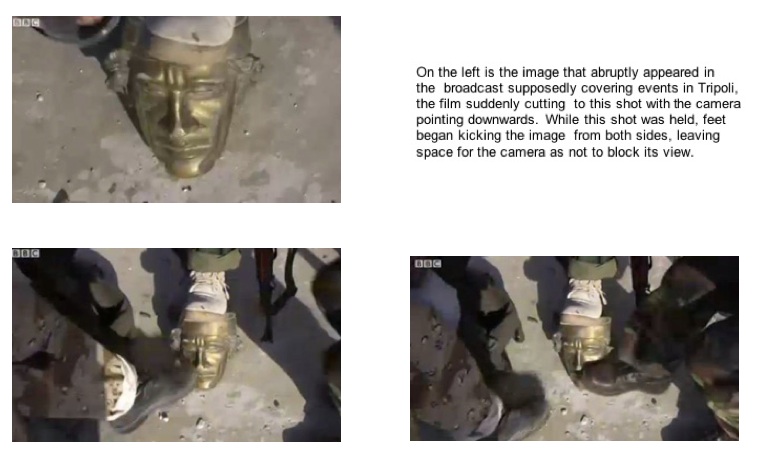 BBC
On the left is the image that abruptly appeared in
the broadcast supposedly covering events in Tripoli,
the film suddenly cutting to this shot with the camera
pointing downwards. While this shot was held, feet
began kicking the image from both sides, leaving
space for the camera as not to block its view.
BBC
BBC